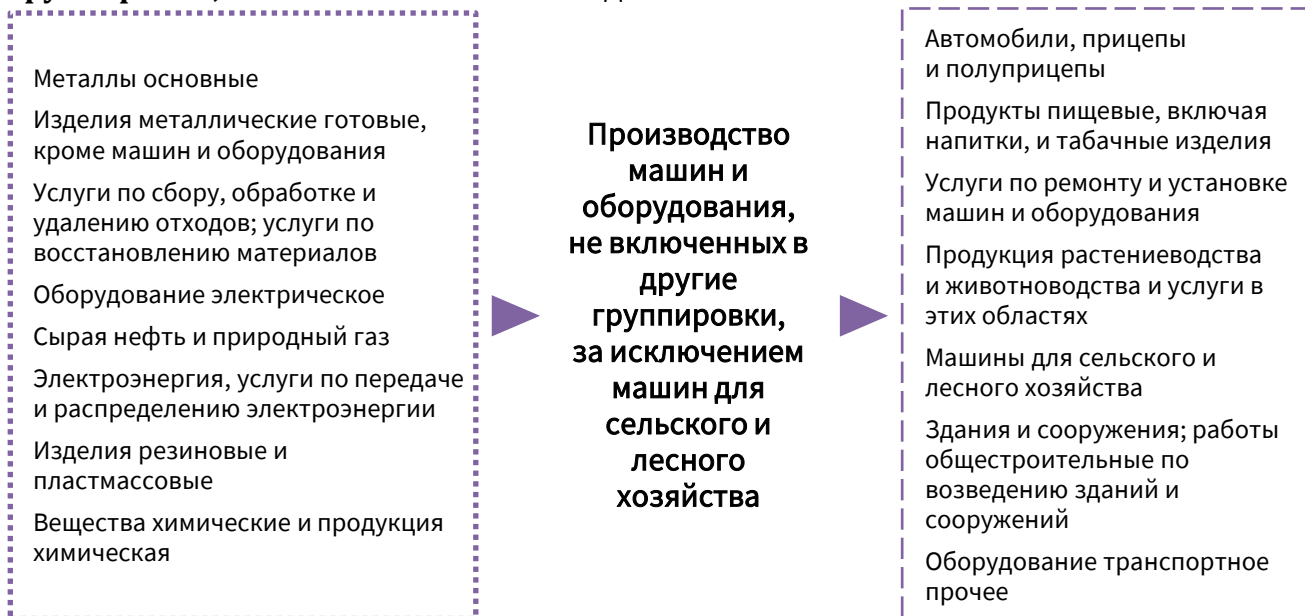 Металлы основные
Изделия металлические готовые,
кроме машин и оборудования
Услуги по сбору, обработке и
удалению отходов; услуги по
восстановлению материалов
Оборудование электрическое
Сырая нефть и природный газ
Электроэнергия, услуги по передаче
и распределению электроэнергии
Изделия резиновые и
пластмассовые
Вещества химические и продукция
химическая
Производство
машин и
оборудования,
не включенных в
другие
группировки,
за исключением
машин для
сельского и
лесного
хозяйства
Автомобили, прицепы
и полуприцепы
Продукты пищевые, включая
напитки, и табачные изделия
Услуги по ремонту и установке
машин и оборудования
Продукция растениеводства
и животноводства и услуги в
этих областях
Машины для сельского и
лесного хозяйства
Здания и сооружения; работы
общестроительные по
возведению зданий и
сооружений
Оборудование транспортное
прочее